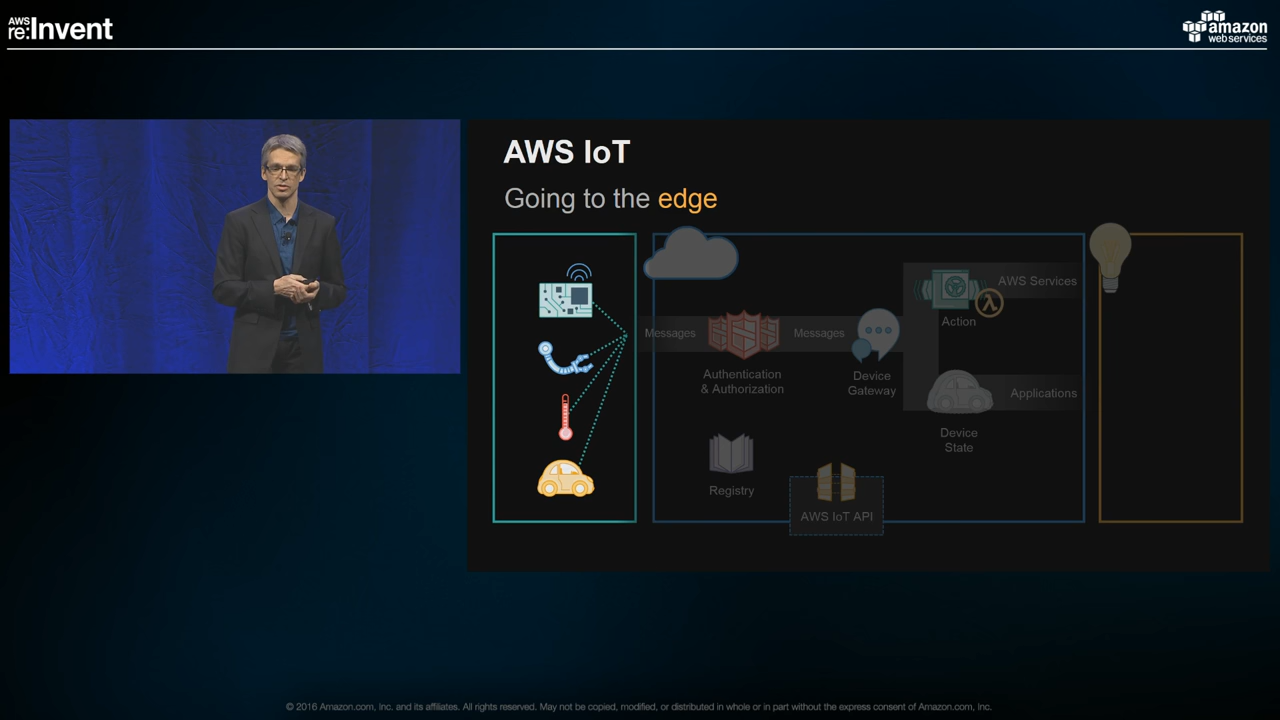 AWS
re:Invent
amazon
web services
AWS IoT
Going to the edge
Messages
Authentication
& Authorization
Messages
Device
Gateway
AWS Services
Action
Applications
Device
State
Registry
AWS IoT API
© 2016 Amazon.com, Inc. and its affiliates. All rights reserved. May not be copied, modified, or distributed in whole or in part without the express consent of Amazon.com, Inc.